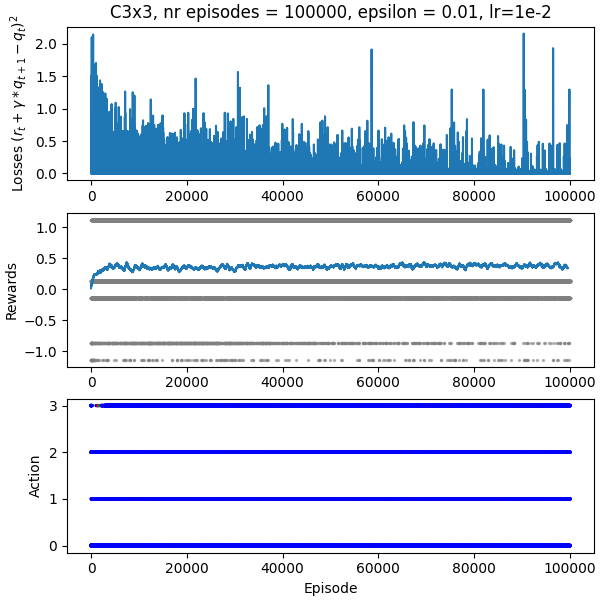 C3x3, nr episodes = 100000, epsilon = 0.01, lr=1e-2
Losses $(r_t + \gamma * q_{t+1} - q_t)^2$
2.0
1.5
1.0
0.5
0.0
0 20000 40000 60000 80000 100000
Rewards
1.0
0.5
0.0
−0.5
−1.0
0 20000 40000 60000 80000 100000
Action
3
2
1
0
0 20000 40000 60000 80000 100000
Episode